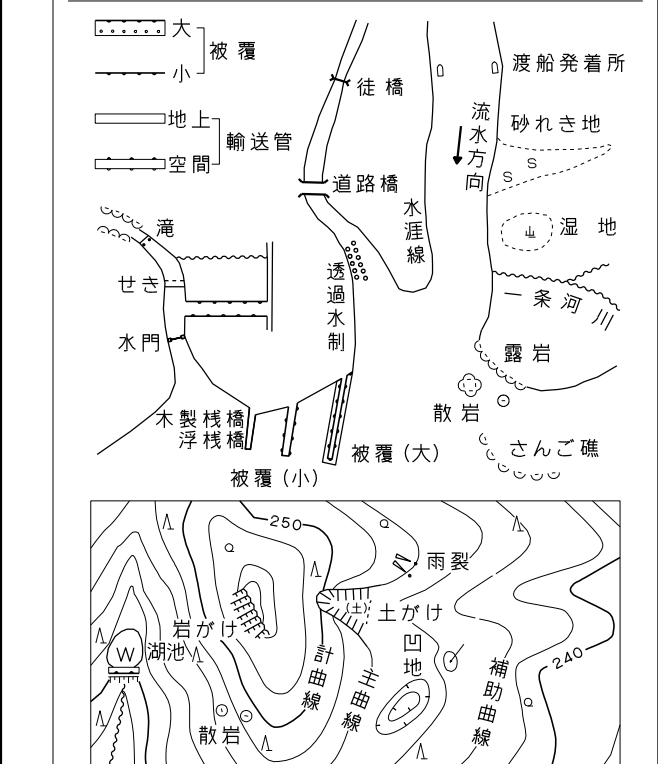 大
被覆
小
地上
輸送管
空間
徒橋
渡船発着所
流水方向
砂れき地
S
S
道路橋
水涯線
湿地
滝
せき
透過水制
一条河川
水門
露岩
散岩
木製桟橋
浮桟橋
被覆(大)
さんご礁
被覆(小)
250
雨裂
(土)
土がけ
岩がけ
W
湖池
計曲線
主曲線
凹地
補助曲線
240
散岩